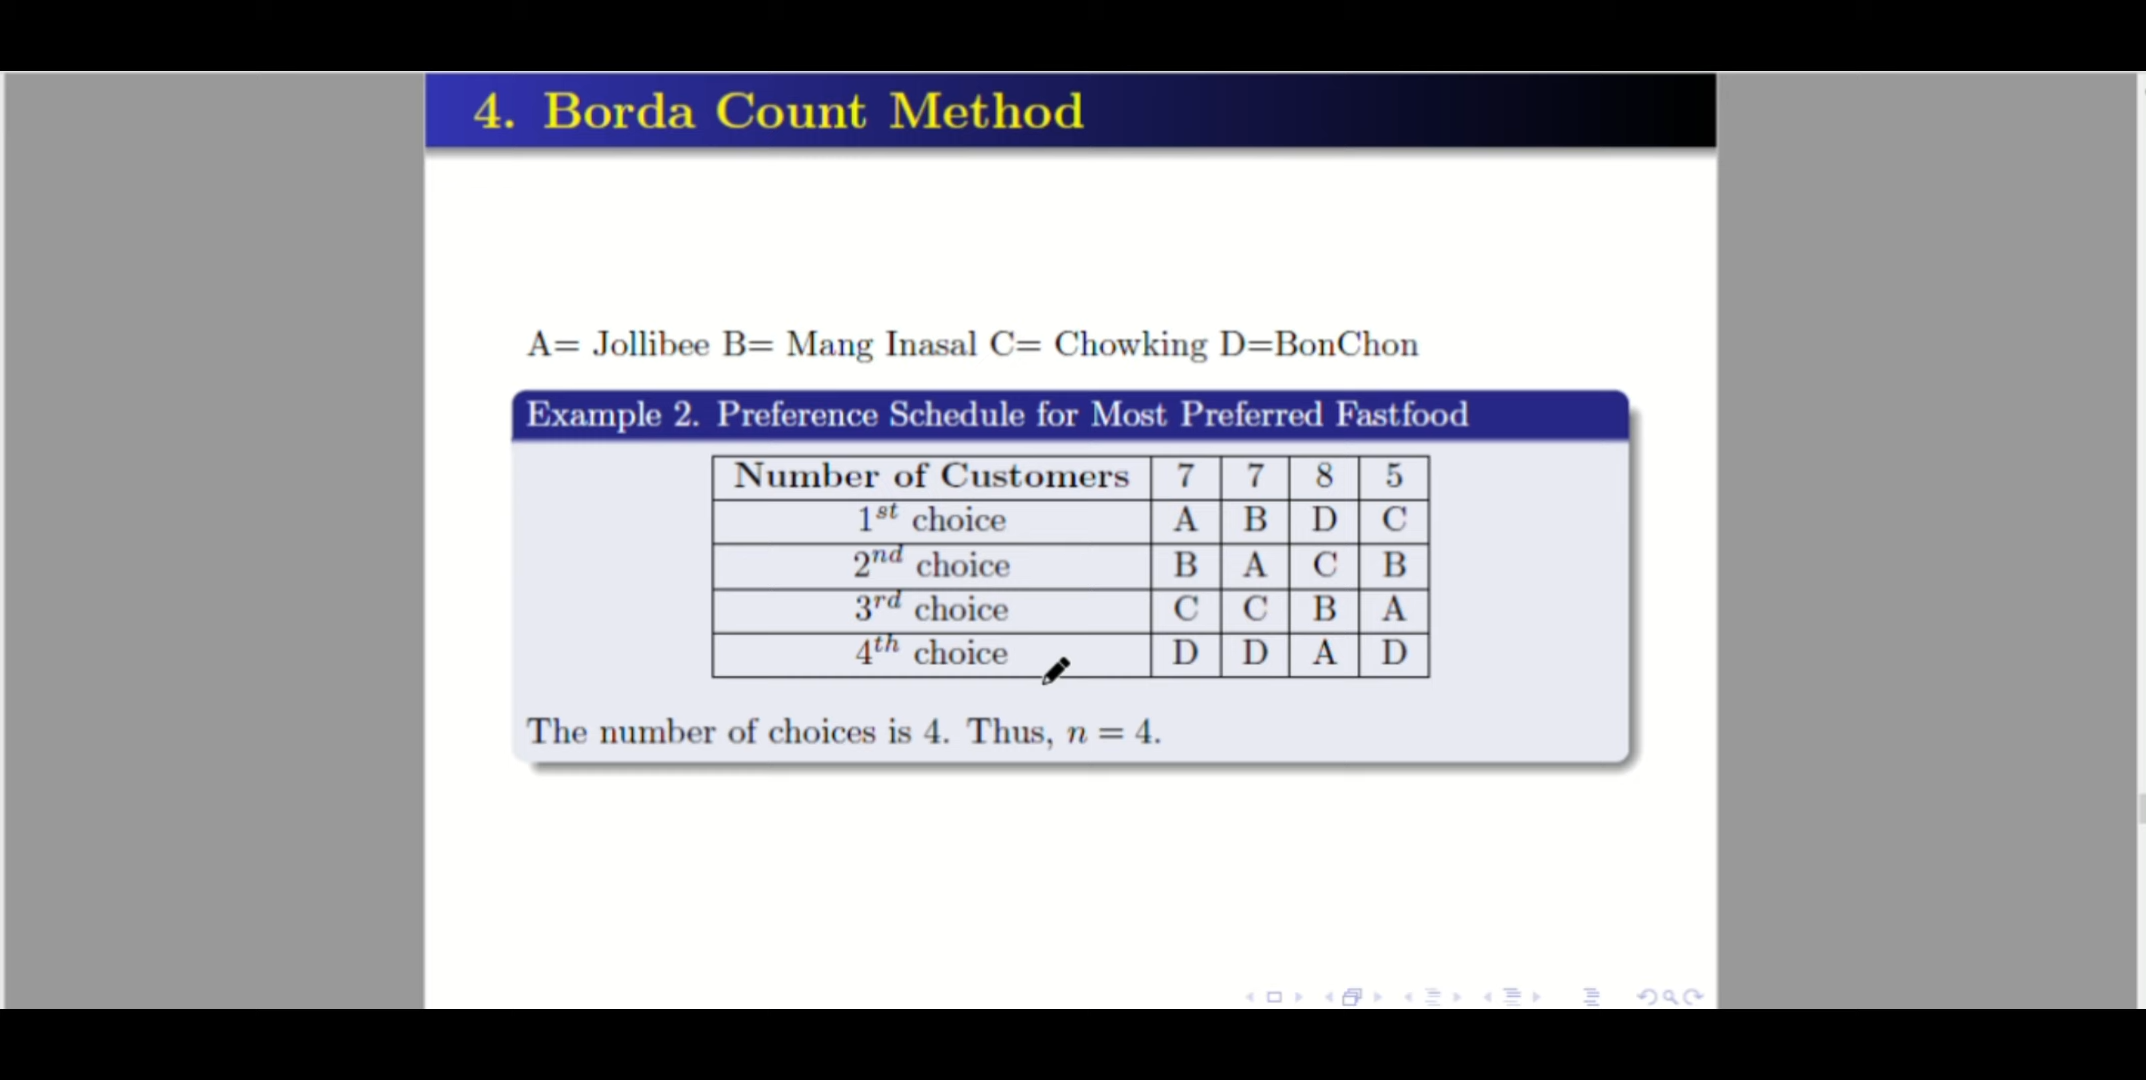 4. Borda Count Method
A= Jollibee B= Mang Inasal C= Chowking D=BonChon
Example 2. Preference Schedule for Most Preferred Fastfood
Number of Customers 7 7 8 5
1st choice A B D C
2nd choice B A C B
3rd choice C C B A
4th choice D D A D
The number of choices is 4. Thus, n = 4.